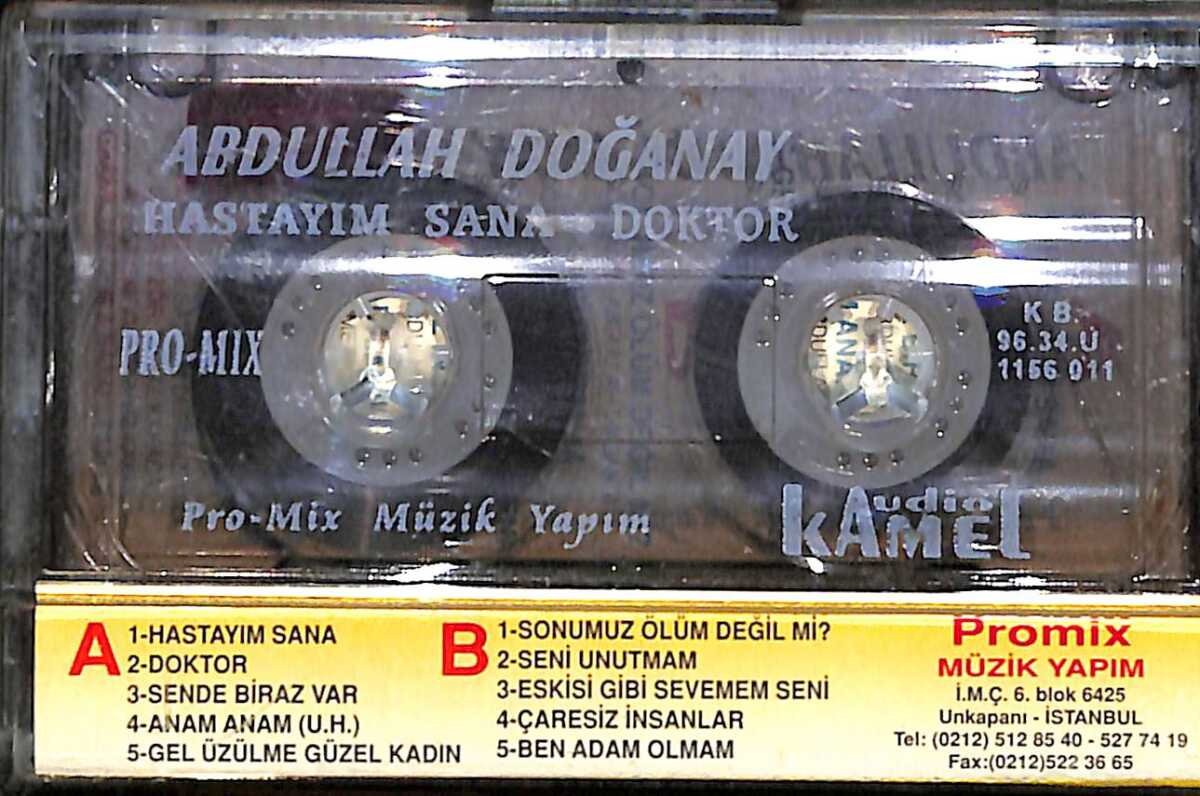 ABDULLAH DOĞANAY
HASTAYIM SANA - DOKTOR
PRO-MIX
K B.
96.34.U
1156 011
Pro-Mix Müzik Yapım
Audio
kAMEL
A
1-HASTAYIM SANA
2-DOKTOR
3-SENDE BİRAZ VAR
4-ANAM ANAM (U.H.)
5-GEL ÜZÜLME GÜZEL KADIN
B
1-SONUMUZ ÖLÜM DEĞİL Mİ?
2-SENİ UNUTMAM
3-ESKİSİ GİBİ SEVEMEM SENİ
4-ÇARESİZ İNSANLAR
5-BEN ADAM OLMAM
Promix
MÜZİK YAPIM
İ.M.Ç. 6. blok 6425
Unkapanı - İSTANBUL
Tel: (0212) 512 85 40 - 527 74 19
Fax:(0212)522 36 65